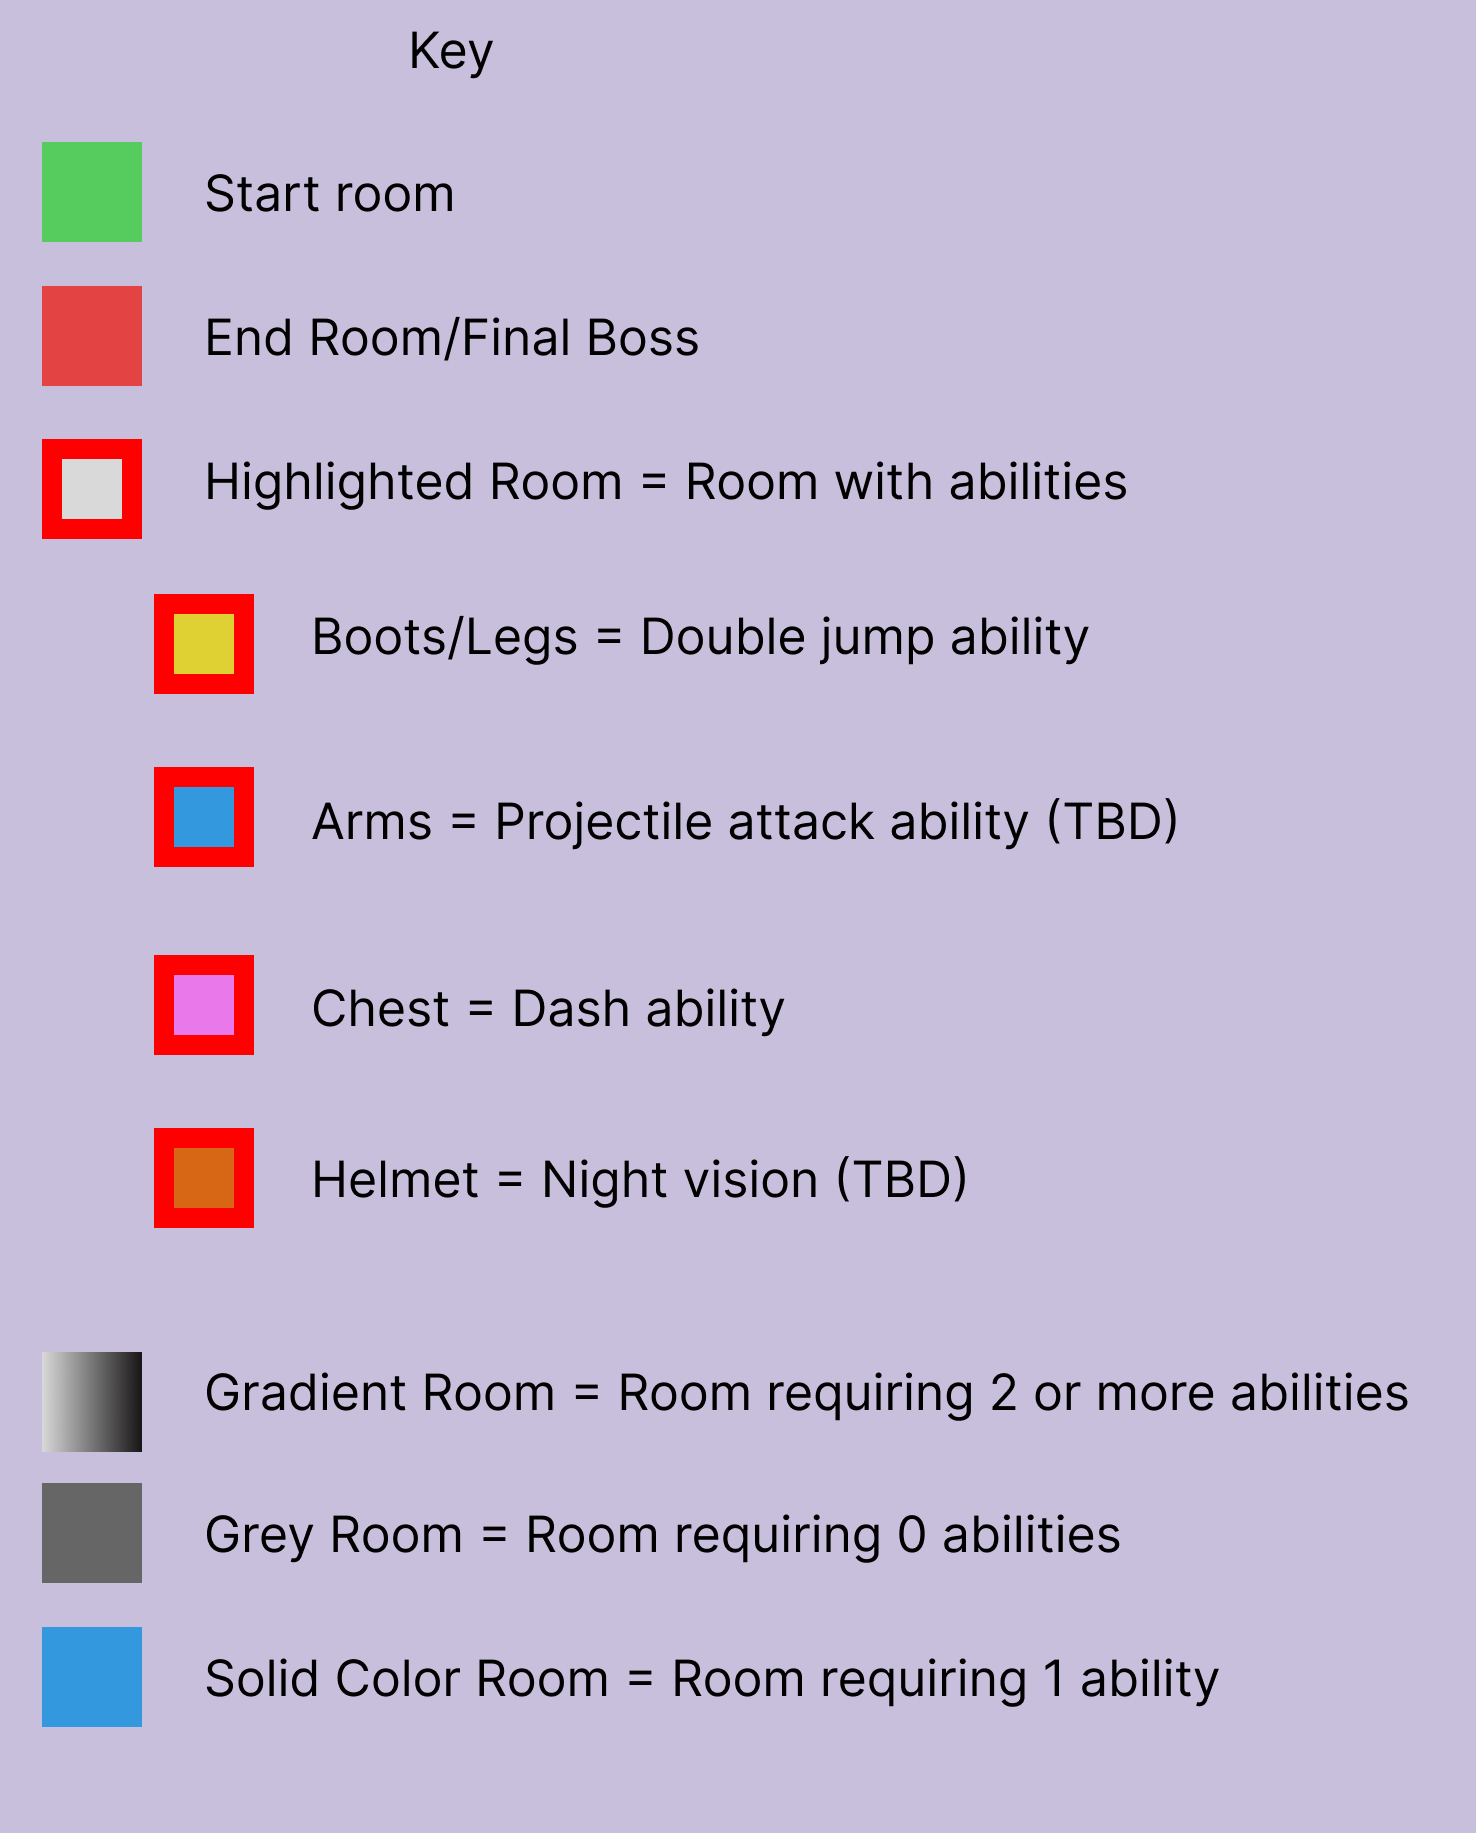 Key
Start room
End Room/Final Boss
Highlighted Room = Room with abilities
Boots/Legs = Double jump ability
Arms = Projectile attack ability (TBD)
Chest = Dash ability
Helmet = Night vision (TBD)
Gradient Room = Room requiring 2 or more abilities
Grey Room = Room requiring 0 abilities
Solid Color Room = Room requiring 1 ability